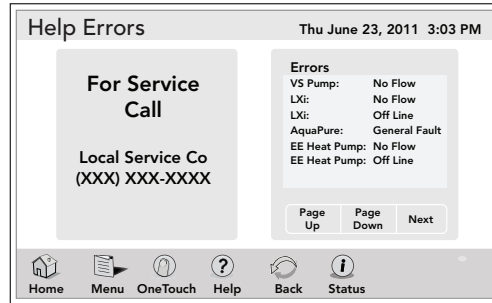 Help Errors
Thu June 23, 2011 3:03 PM
For Service
Call
Local Service Co
(XXX) XXX-XXXX
Errors
VS Pump: No Flow
LXi: No Flow
LXi: Off Line
AquaPure: General Fault
EE Heat Pump: No Flow
EE Heat Pump: Off Line
Page Up
Page Down
Next
Home
Menu
OneTouch
Help
Back
Status